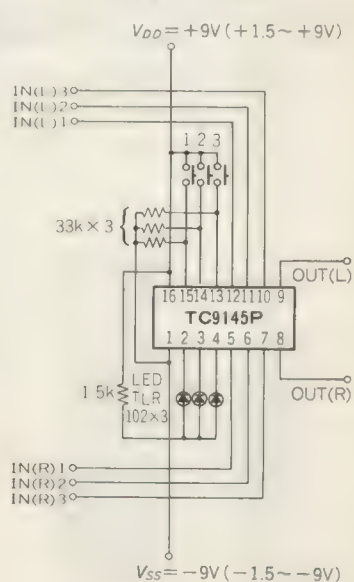 VDD = +9V (+1.5~ +9V)
IN(L)3
IN(L)2
IN(L)1
1 2 3
33k×3
OUT(L)
16 15 14 13 12 11 10 9
TC9145P
1 2 3 4 5 6 7 8
LED
1 5k TLR
102×3
OUT(R)
IN(R)1
IN(R)2
IN(R)3
VSS = -9V (-1.5~ -9V)